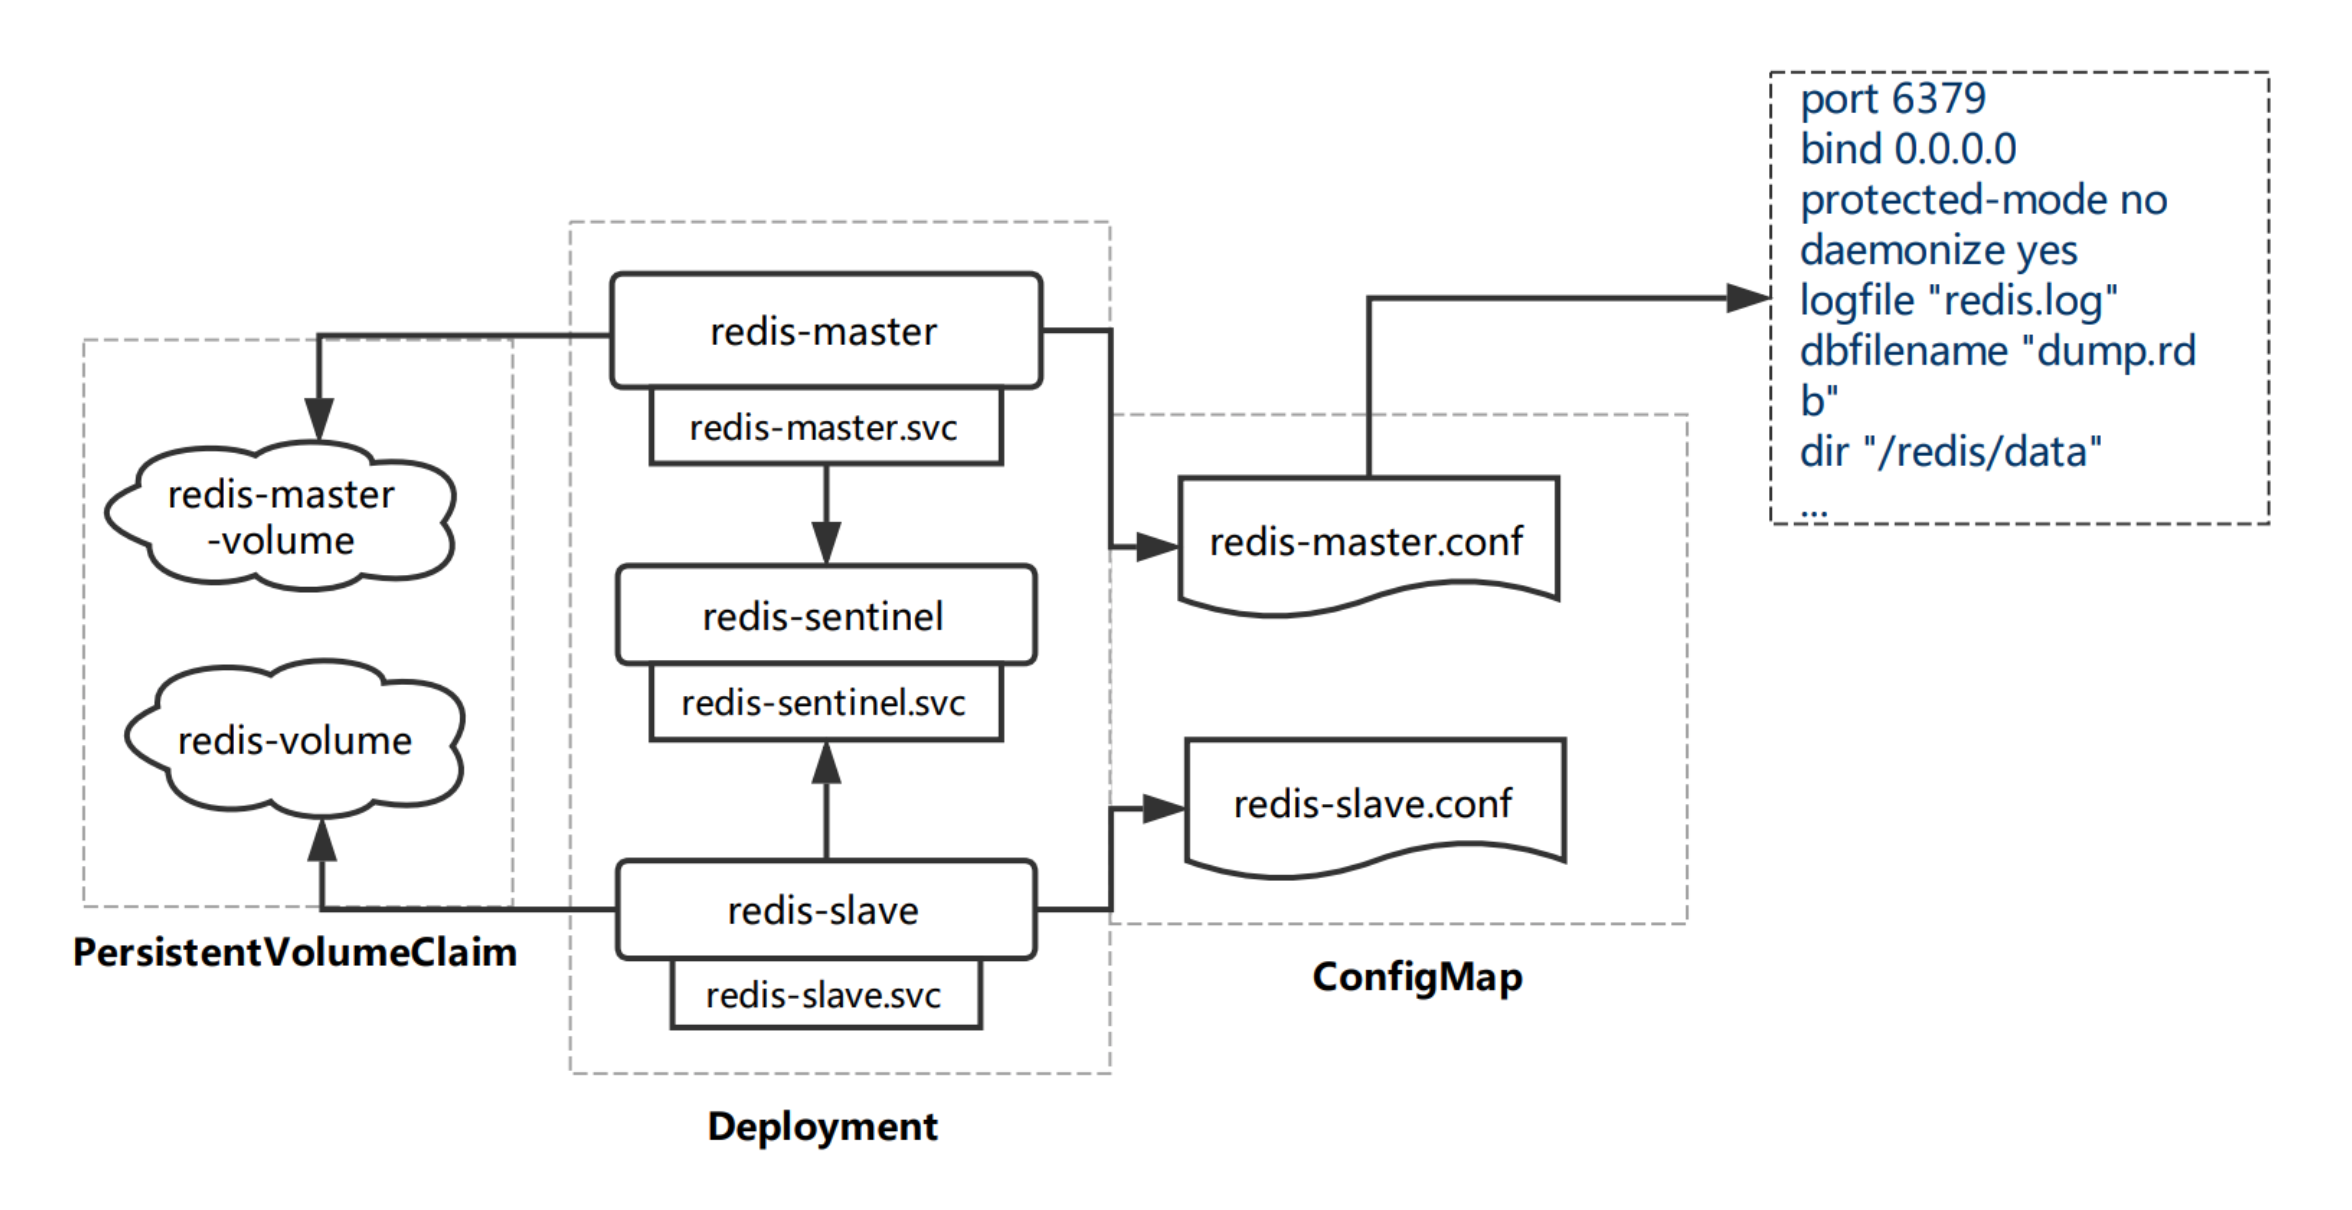 port 6379
bind 0.0.0.0
protected-mode no
daemonize yes
logfile "redis.log"
dbfilename "dump.rd
b"
dir "/redis/data"
...
redis-master
redis-master.svc
redis-master
-volume
redis-master.conf
redis-sentinel
redis-sentinel.svc
redis-volume
redis-slave.conf
redis-slave
redis-slave.svc
PersistentVolumeClaim
ConfigMap
Deployment